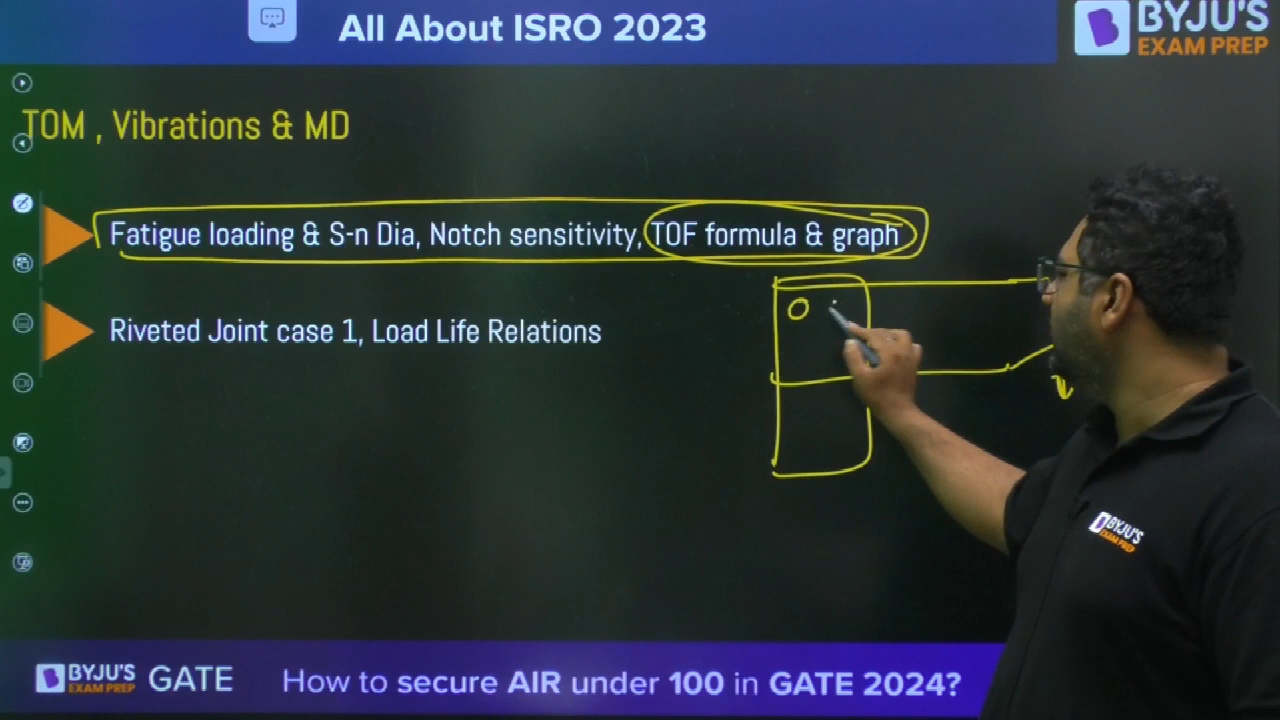 All About ISRO 2023
BYJU'S
EXAM PREP
TOM , Vibrations & MD
Fatigue loading & S-n Dia, Notch sensitivity, TOF formula & graph
Riveted Joint case 1, Load Life Relations
BYJU'S
EXAM PREP
BYJU'S
EXAM PREP
GATE
How to secure AIR under 100 in GATE 2024?